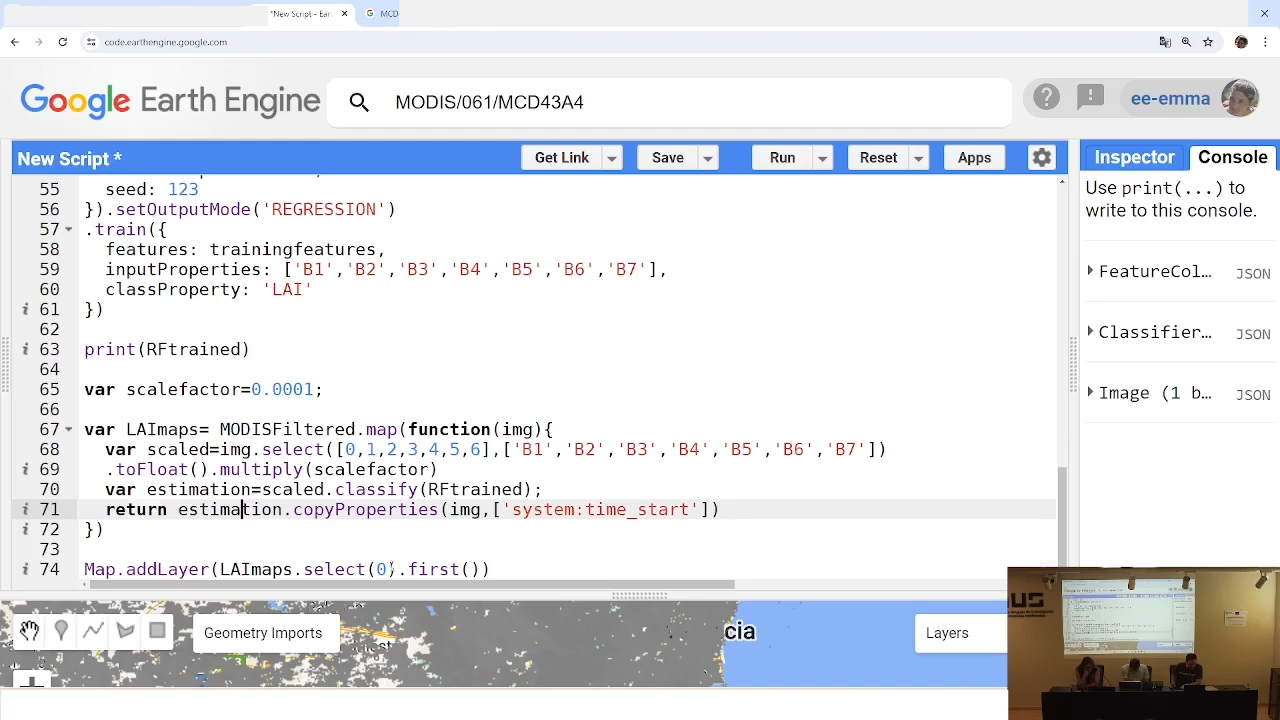 *New Script - Ear
MCD
code.earthengine.google.com
Google Earth Engine
MODIS/061/MCD43A4
ee-emma
New Script *
Get Link
Save
Run
Reset
Apps
Inspector
Console
55 seed: 123
56 }).setOutputMode('REGRESSION')
57 .train({
58 features: trainingfeatures,
59 inputProperties: ['B1','B2','B3','B4','B5','B6','B7'],
60 classProperty: 'LAI'
61 })
62
63 print(RFtrained)
64
65 var scalefactor=0.0001;
66
67 var LAImaps= MODISFiltered.map(function(img){
68 var scaled=img.select([0,1,2,3,4,5,6],['B1','B2','B3','B4','B5','B6','B7'])
69 .toFloat().multiply(scalefactor)
70 var estimation=scaled.classify(RFtrained);
71 return estimation.copyProperties(img,['system:time_start'])
72 })
73
74 Map.addLayer(LAImaps.select(0).first())
Use print(...) to
write to this console.
FeatureCol... JSON
Classifier... JSON
Image (1 b... JSON
Geometry Imports
cia
Layers